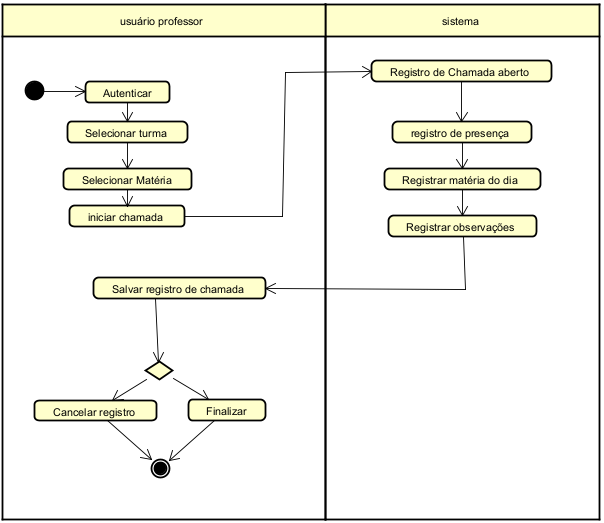 usuário professor
sistema
Autenticar
Selecionar turma
Selecionar Matéria
iniciar chamada
Registro de Chamada aberto
registro de presença
Registrar matéria do dia
Registrar observações
Salvar registro de chamada
Cancelar registro
Finalizar